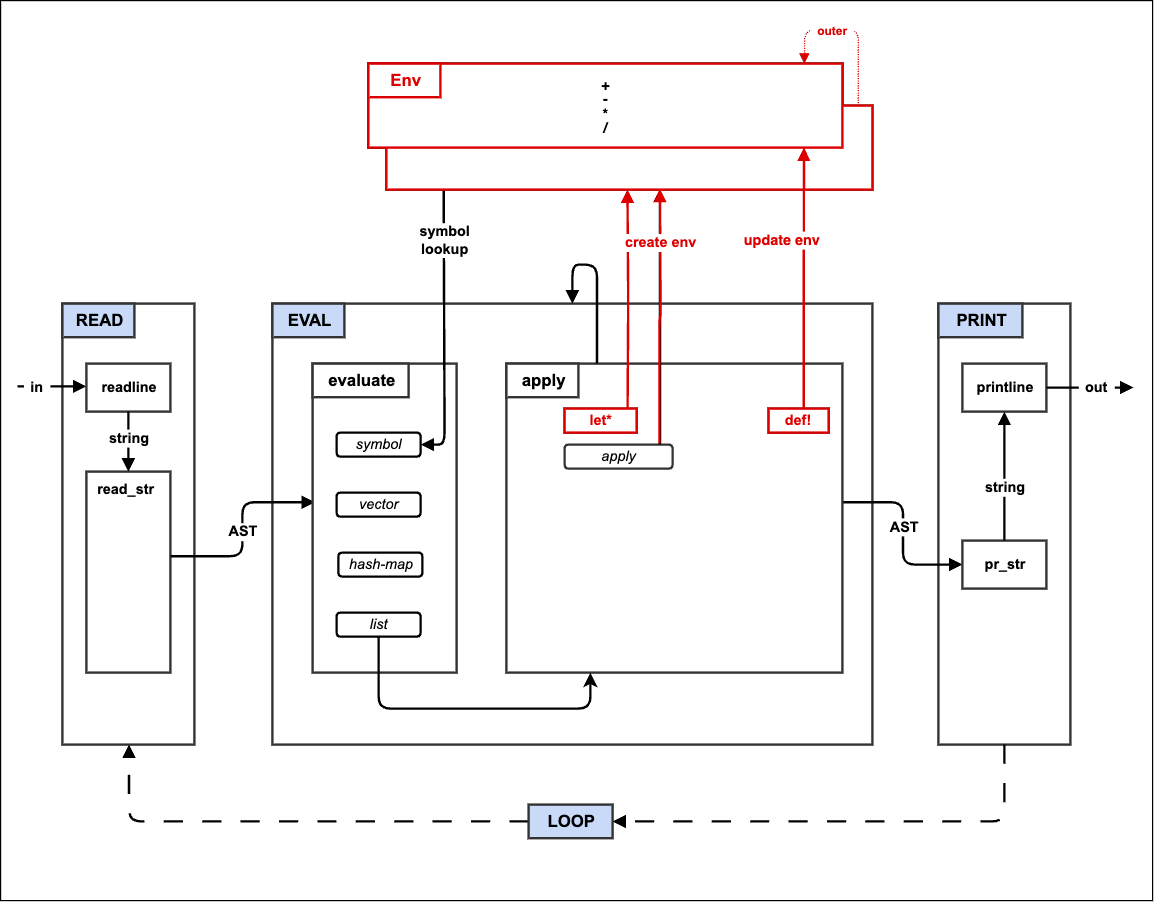 outer
Env
+
-
*
/
symbol
lookup
create env
update env
READ
EVAL
PRINT
in
readline
string
read_str
AST
evaluate
symbol
vector
hash-map
list
apply
let*
def!
apply
AST
printline
out
string
pr_str
LOOP